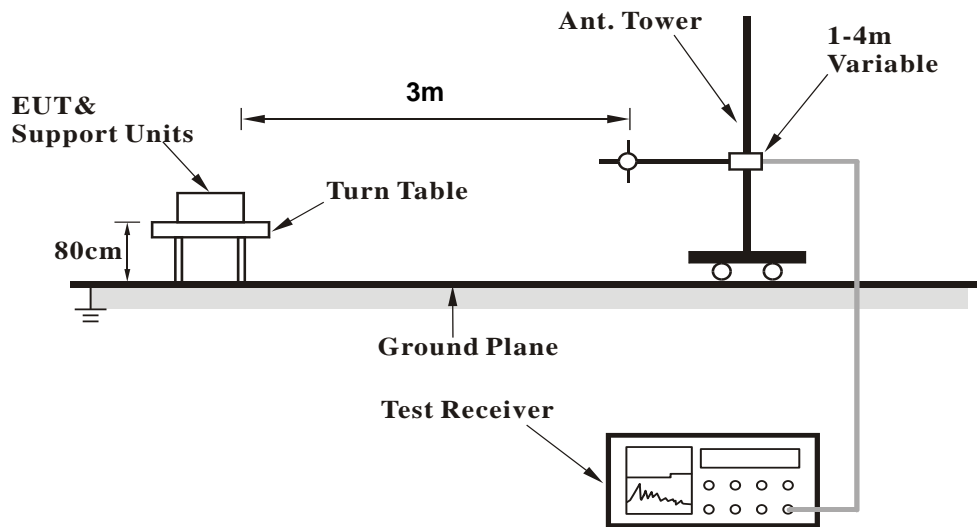 Ant. Tower
1-4m
Variable
3m
EUT&
Support Units
Turn Table
80cm
Ground Plane
Test Receiver